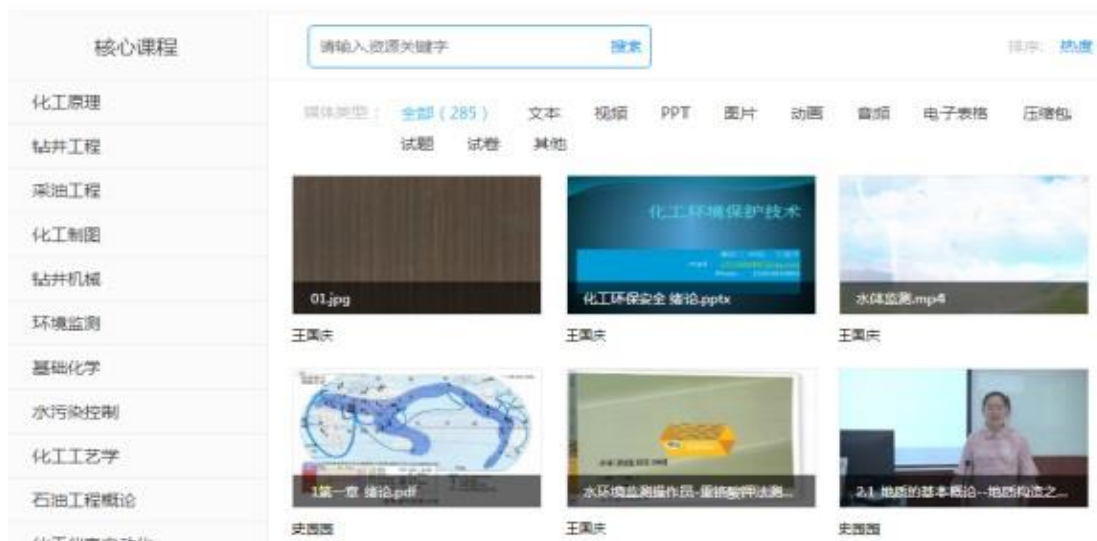 核心课程
请输入资源关键字 搜索
排序: 热度
化工原理
钻井工程
采油工程
化工制图
钻井机械
环境监测
基础化学
水污染控制
化工工艺学
石油工程概论
媒体类型: 全部 ( 285 ) 文本 视频 PPT 图片 动画 音频 电子表格 压缩包
试题 试卷 其他
01.jpg
王国庆
化工环境保护技术
化工环保安全 绪论.pptx
王国庆
水体监测.mp4
王国庆
1第一章 绪论.pdf
史园园
水环境监测操作员-重铬酸钾法测...
王国庆
2.1 地质的基本概论--地质构造之...
史园园